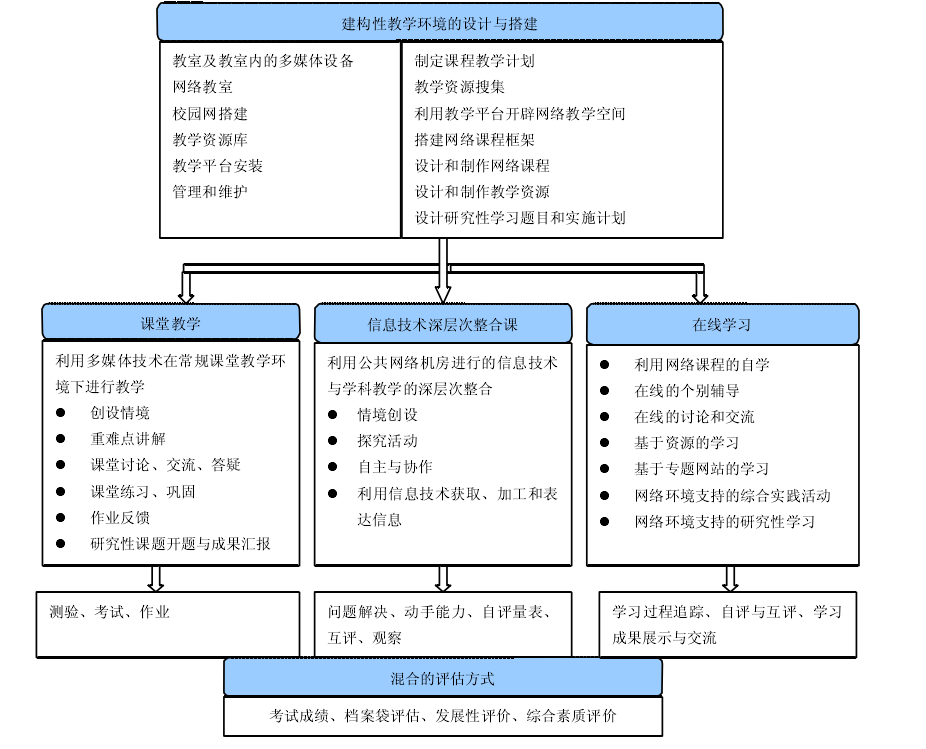 建构性教学环境的设计与搭建
教室及教室内的多媒体设备
网络教室
校园网搭建
教学资源库
教学平台安装
管理和维护
制定课程教学计划
教学资源搜集
利用教学平台开辟网络教学空间
搭建网络课程框架
设计和制作网络课程
设计和制作教学资源
设计研究性学习题目和实施计划
课堂教学
利用多媒体技术在常规课堂教学环
境下进行教学
● 创设情境
● 重难点讲解
● 课堂讨论、交流、答疑
● 课堂练习、巩固
● 作业反馈
● 研究性课题开题与成果汇报
测验、考试、作业
信息技术深层次整合课
利用公共网络机房进行的信息技术
与学科教学的深层次整合
● 情境创设
● 探究活动
● 自主与协作
● 利用信息技术获取、加工和表
达信息
问题解决、动手能力、自评量表、
互评、观察
在线学习
● 利用网络课程的自学
● 在线的个别辅导
● 在线的讨论和交流
● 基于资源的学习
● 基于专题网站的学习
● 网络环境支持的综合实践活动
● 网络环境支持的研究性学习
学习过程追踪、自评与互评、学习
成果展示与交流
混合的评估方式
考试成绩、档案袋评估、发展性评价、综合素质评价